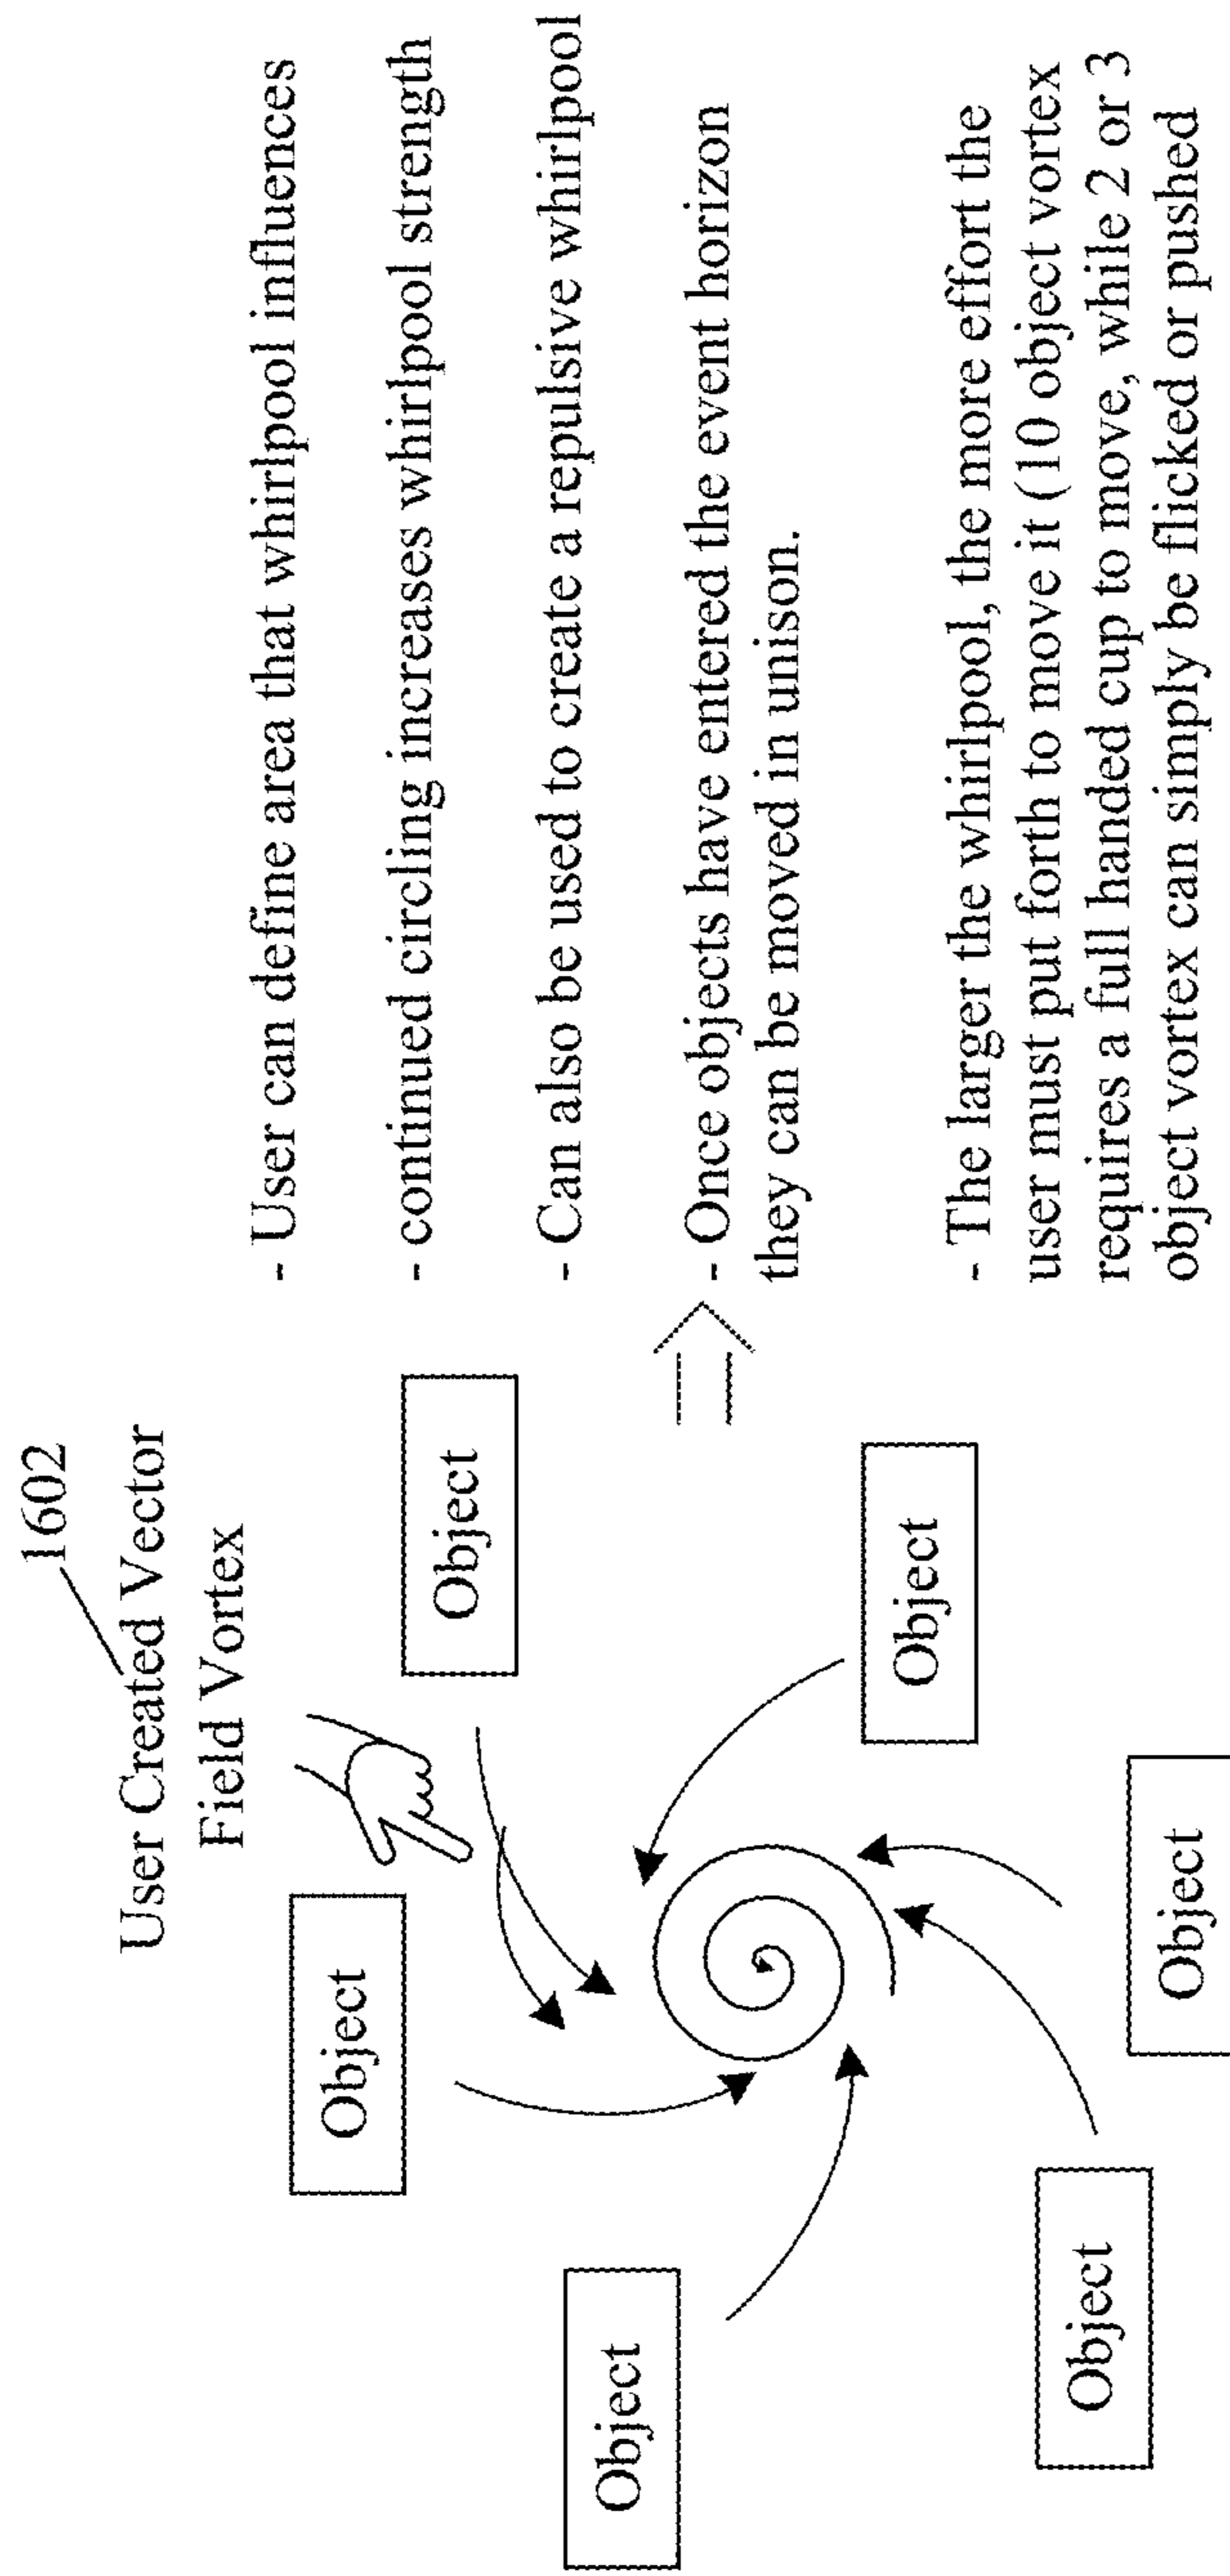 1602
User Created Vector
Field Vortex
Object
Object
Object
Object
Object
Object
- User can define area that whirlpool influences
- continued circling increases whirlpool strength
- Can also be used to create a repulsive whirlpool
- Once objects have entered the event horizon
they can be moved in unison.
- The larger the whirlpool, the more effort the
user must put forth to move it (10 object vortex
requires a full handed cup to move, while 2 or 3
object vortex can simply be flicked or pushed